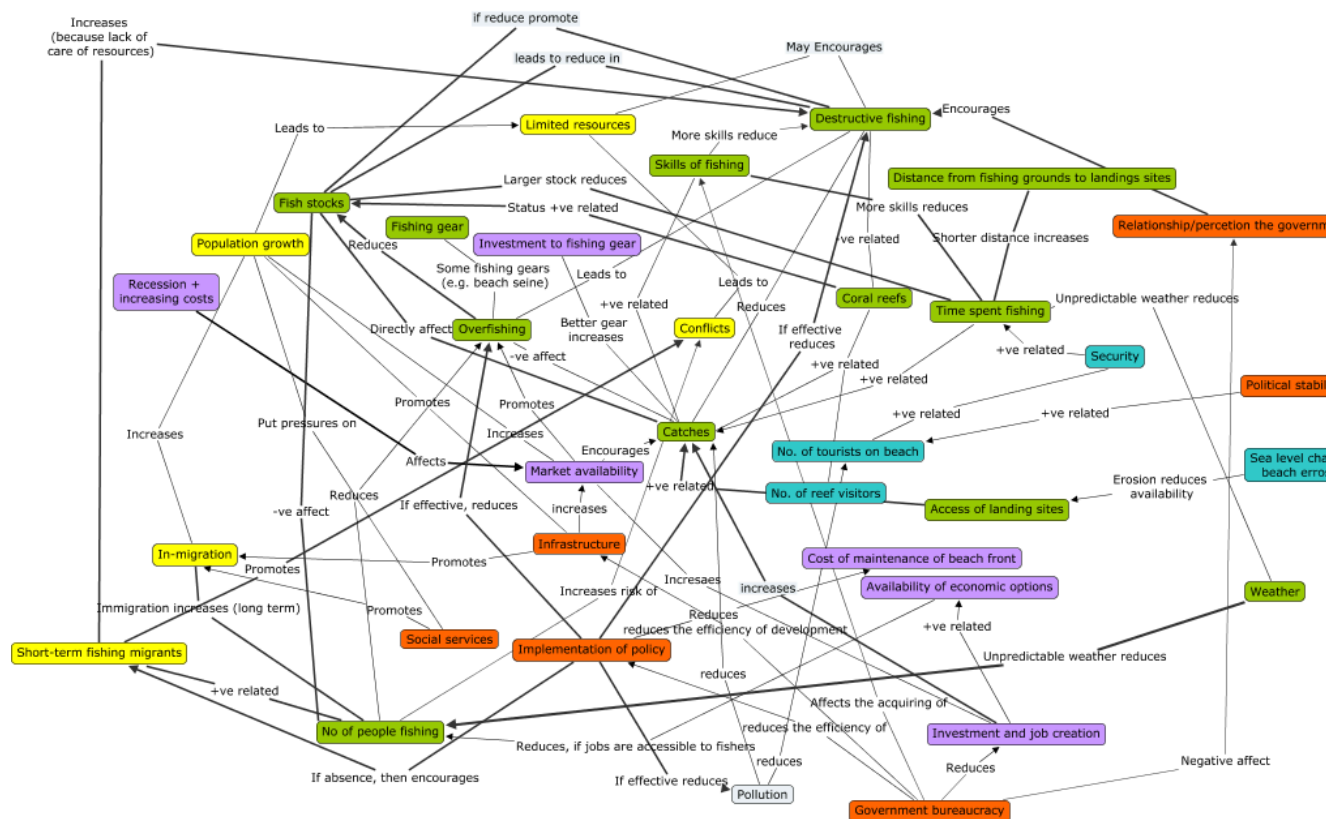 Increases
(because lack of
care of resources)
if reduce promote
May Encourages
leads to reduce in
Encourages
Destructive fishing
Leads to
Limited resources
More skills reduce
Skills of fishing
Distance from fishing grounds to landings sites
Larger stock reduces
Fish stocks
Status +ve related
More skills reduces
Relationship/percetion the governm
Fishing gear
Population growth
Reduces
Investment to fishing gear
-ve related
Shorter distance increases
Some fishing gears
(e.g. beach seine)
Leads to
Leads to
Recession +
increasing costs
+ve related
Reduces
Coral reefs
Unpredictable weather reduces
Time spent fishing
Directly affect
Overfishing
Better gear
increases
Conflicts
If effective
reduces
-ve affect
+ve related
Security
+ve related
+ve related
Political stabil
Promotes
Promotes
+ve related
+ve related
Put pressures on
Increases
Increases
Catches
Encourages
No. of tourists on beach
Affects
Market availability
Sea level cha
beach erro
+ve related
No. of reef visitors
Erosion reduces
availability
Reduces
If effective, reduces
increases
Access of landing sites
-ve affect
Infrastructure
In-migration
Promotes
Cost of maintenance of beach front
Promotes
Incresaes
increases
Availability of economic options
Increases risk of
Weather
Immigration increases (long term)
Promotes
Reduces
reduces the efficiency of development
+ve related
Social services
Short-term fishing migrants
Implementation of policy
Unpredictable weather reduces
reduces
+ve related
Affects the acquiring of
No of people fishing
reduces the efficiency of
Investment and job creation
Reduces, if jobs are accessible to fishers
reduces
Reduces
Negative affect
If absence, then encourages
If effective reduces
Pollution
Government bureaucracy